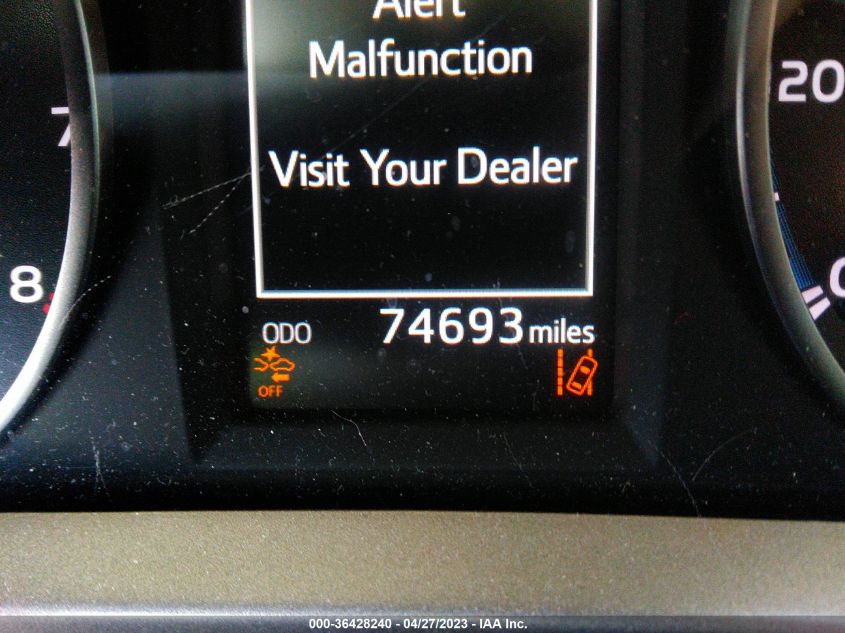 Alert
Malfunction
7
20
Visit Your Dealer
8
0
ODO 74693 miles
OFF
000-36428240 - 04/27/2023 - IAA Inc.